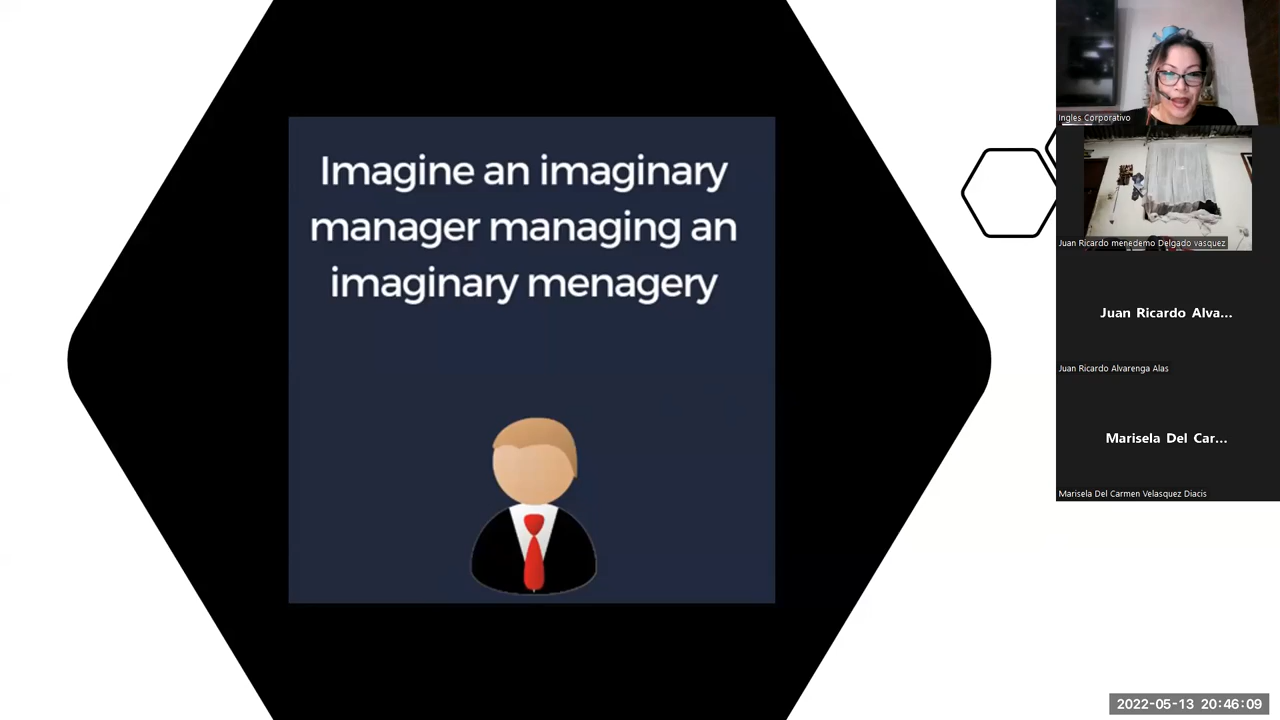 Imagine an imaginary
manager managing an
imaginary menagery
Ingles Corporativo
Juan Ricardo menedemo Delgado vasquez
Juan Ricardo Alva...
Juan Ricardo Alvarenga Alas
Marisela Del Car...
Marisela Del Carmen Velasquez Diacis
2022-05-13 20:46:09